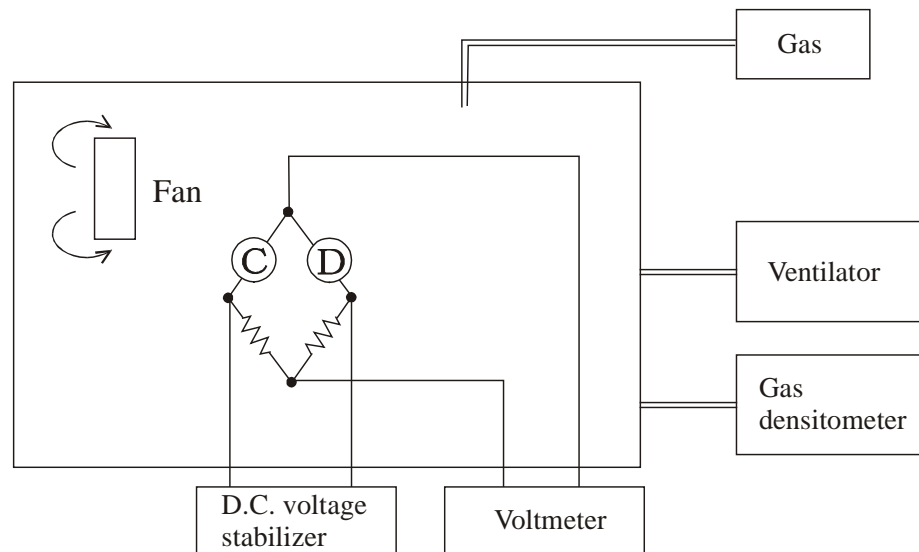 Gas
Fan
C D
Ventilator
Gas
densitometer
D.C. voltage
stabilizer
Voltmeter